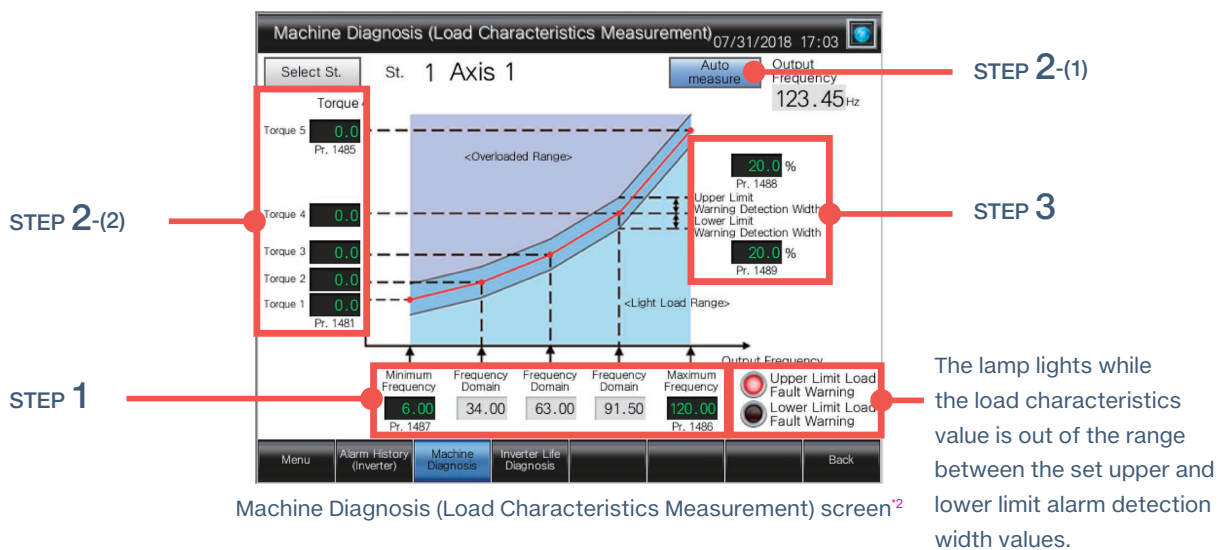 Machine Diagnosis (Load Characteristics Measurement) 07/31/2018 17:03
Select St.
St. 1 Axis 1
Auto
measure
Output
Frequency
123.45 Hz
STEP 2-(1)
Torque
Torque 5 0.0
Pr. 1485
<Overloaded Range>
20.0 %
Pr. 1488
Upper Limit
Warning Detection Width
Lower Limit
Warning Detection Width
20.0 %
Pr. 1489
STEP 3
STEP 2-(2)
Torque 4 0.0
Torque 3 0.0
Torque 2 0.0
Torque 1 0.0
Pr. 1481
<Light Load Range>
Output Frequency
STEP 1
Minimum
Frequency
6.00
Pr. 1487
Frequency
Domain
34.00
Frequency
Domain
63.00
Frequency
Domain
91.50
Maximum
Frequency
120.00
Pr. 1486
Upper Limit Load
Fault Warning
Lower Limit Load
Fault Warning
The lamp lights while
the load characteristics
value is out of the range
between the set upper and
lower limit alarm detection
width values.
Menu
Alarm History
(Inverter)
Machine
Diagnosis
Inverter Life
Diagnosis
Back
Machine Diagnosis (Load Characteristics Measurement) screen*2